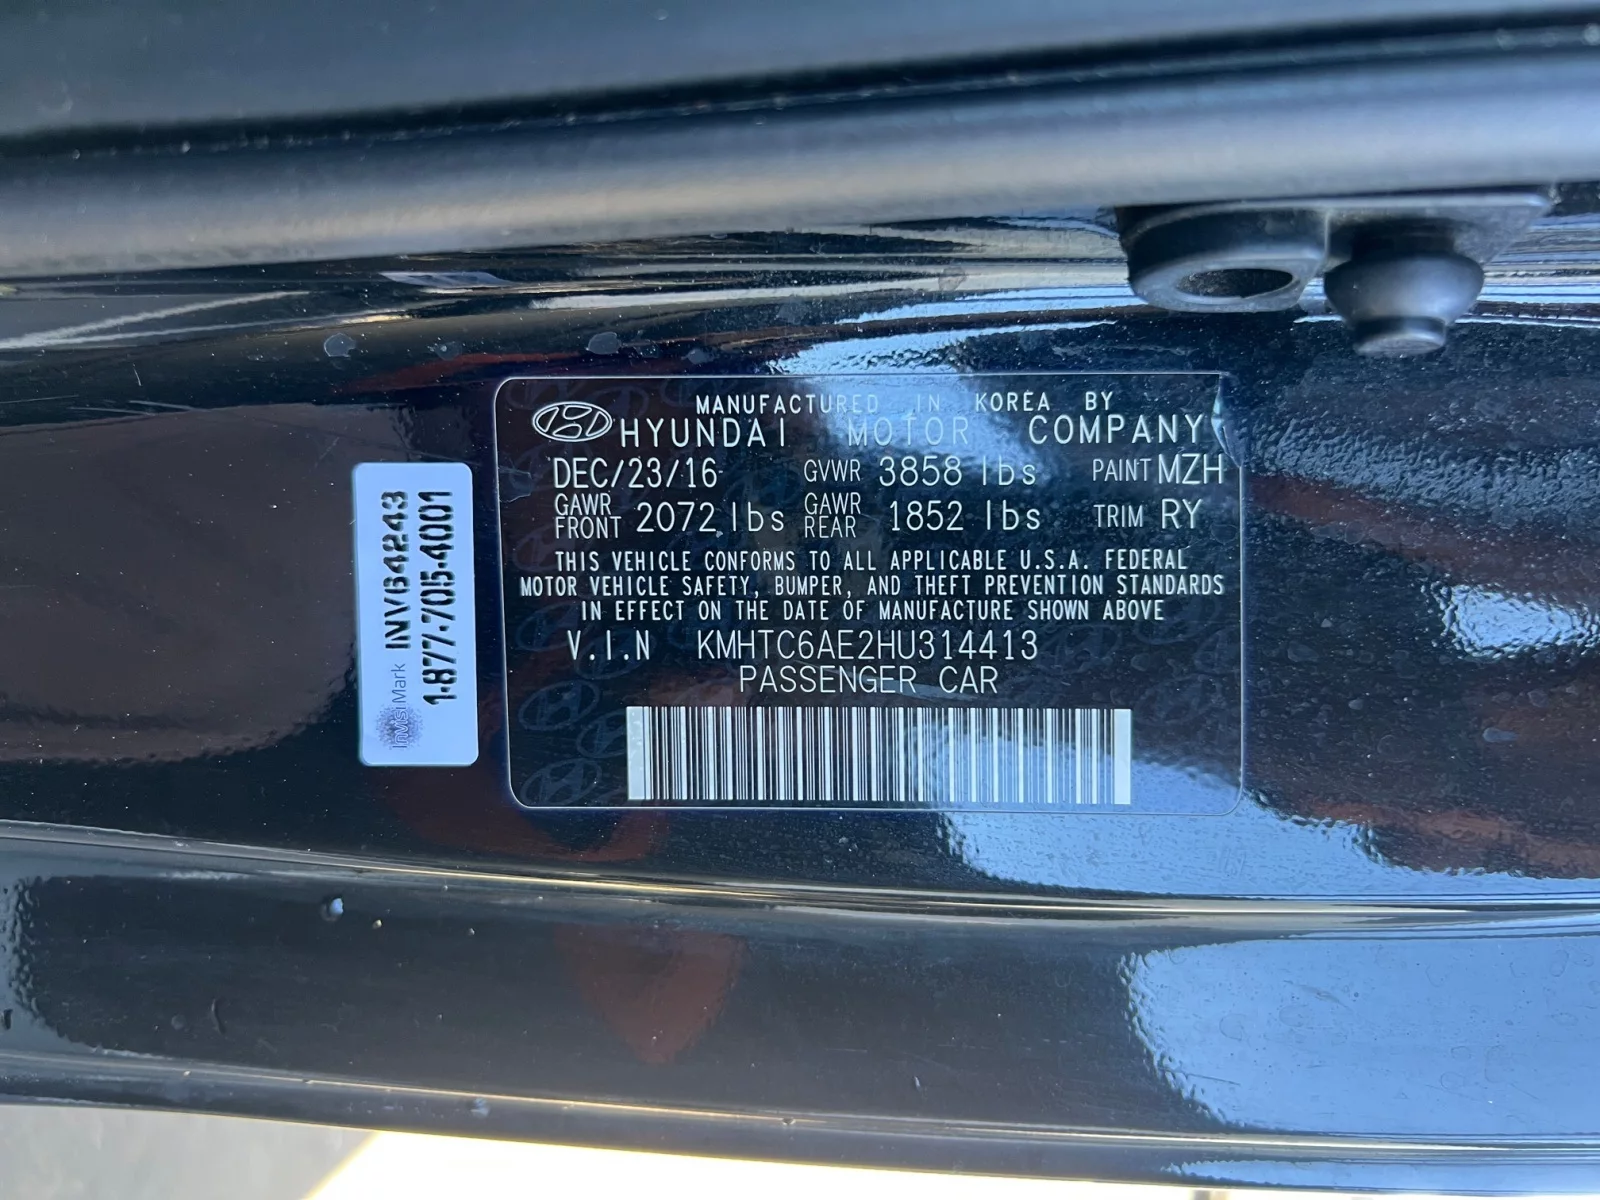 MANUFACTURED IN KOREA BY
HYUNDAI MOTOR COMPANY
DEC/23/16 GVWR 3858 lbs PAINT MZH
GAWR FRONT 2072 lbs GAWR REAR 1852 lbs TRIM RY
THIS VEHICLE CONFORMS TO ALL APPLICABLE U.S.A. FEDERAL
MOTOR VEHICLE SAFETY, BUMPER, AND THEFT PREVENTION STANDARDS
IN EFFECT ON THE DATE OF MANUFACTURE SHOWN ABOVE
V.I.N KMHTC6AE2HU314413
PASSENGER CAR
InvisiMark INV64243
1-877-705-4001